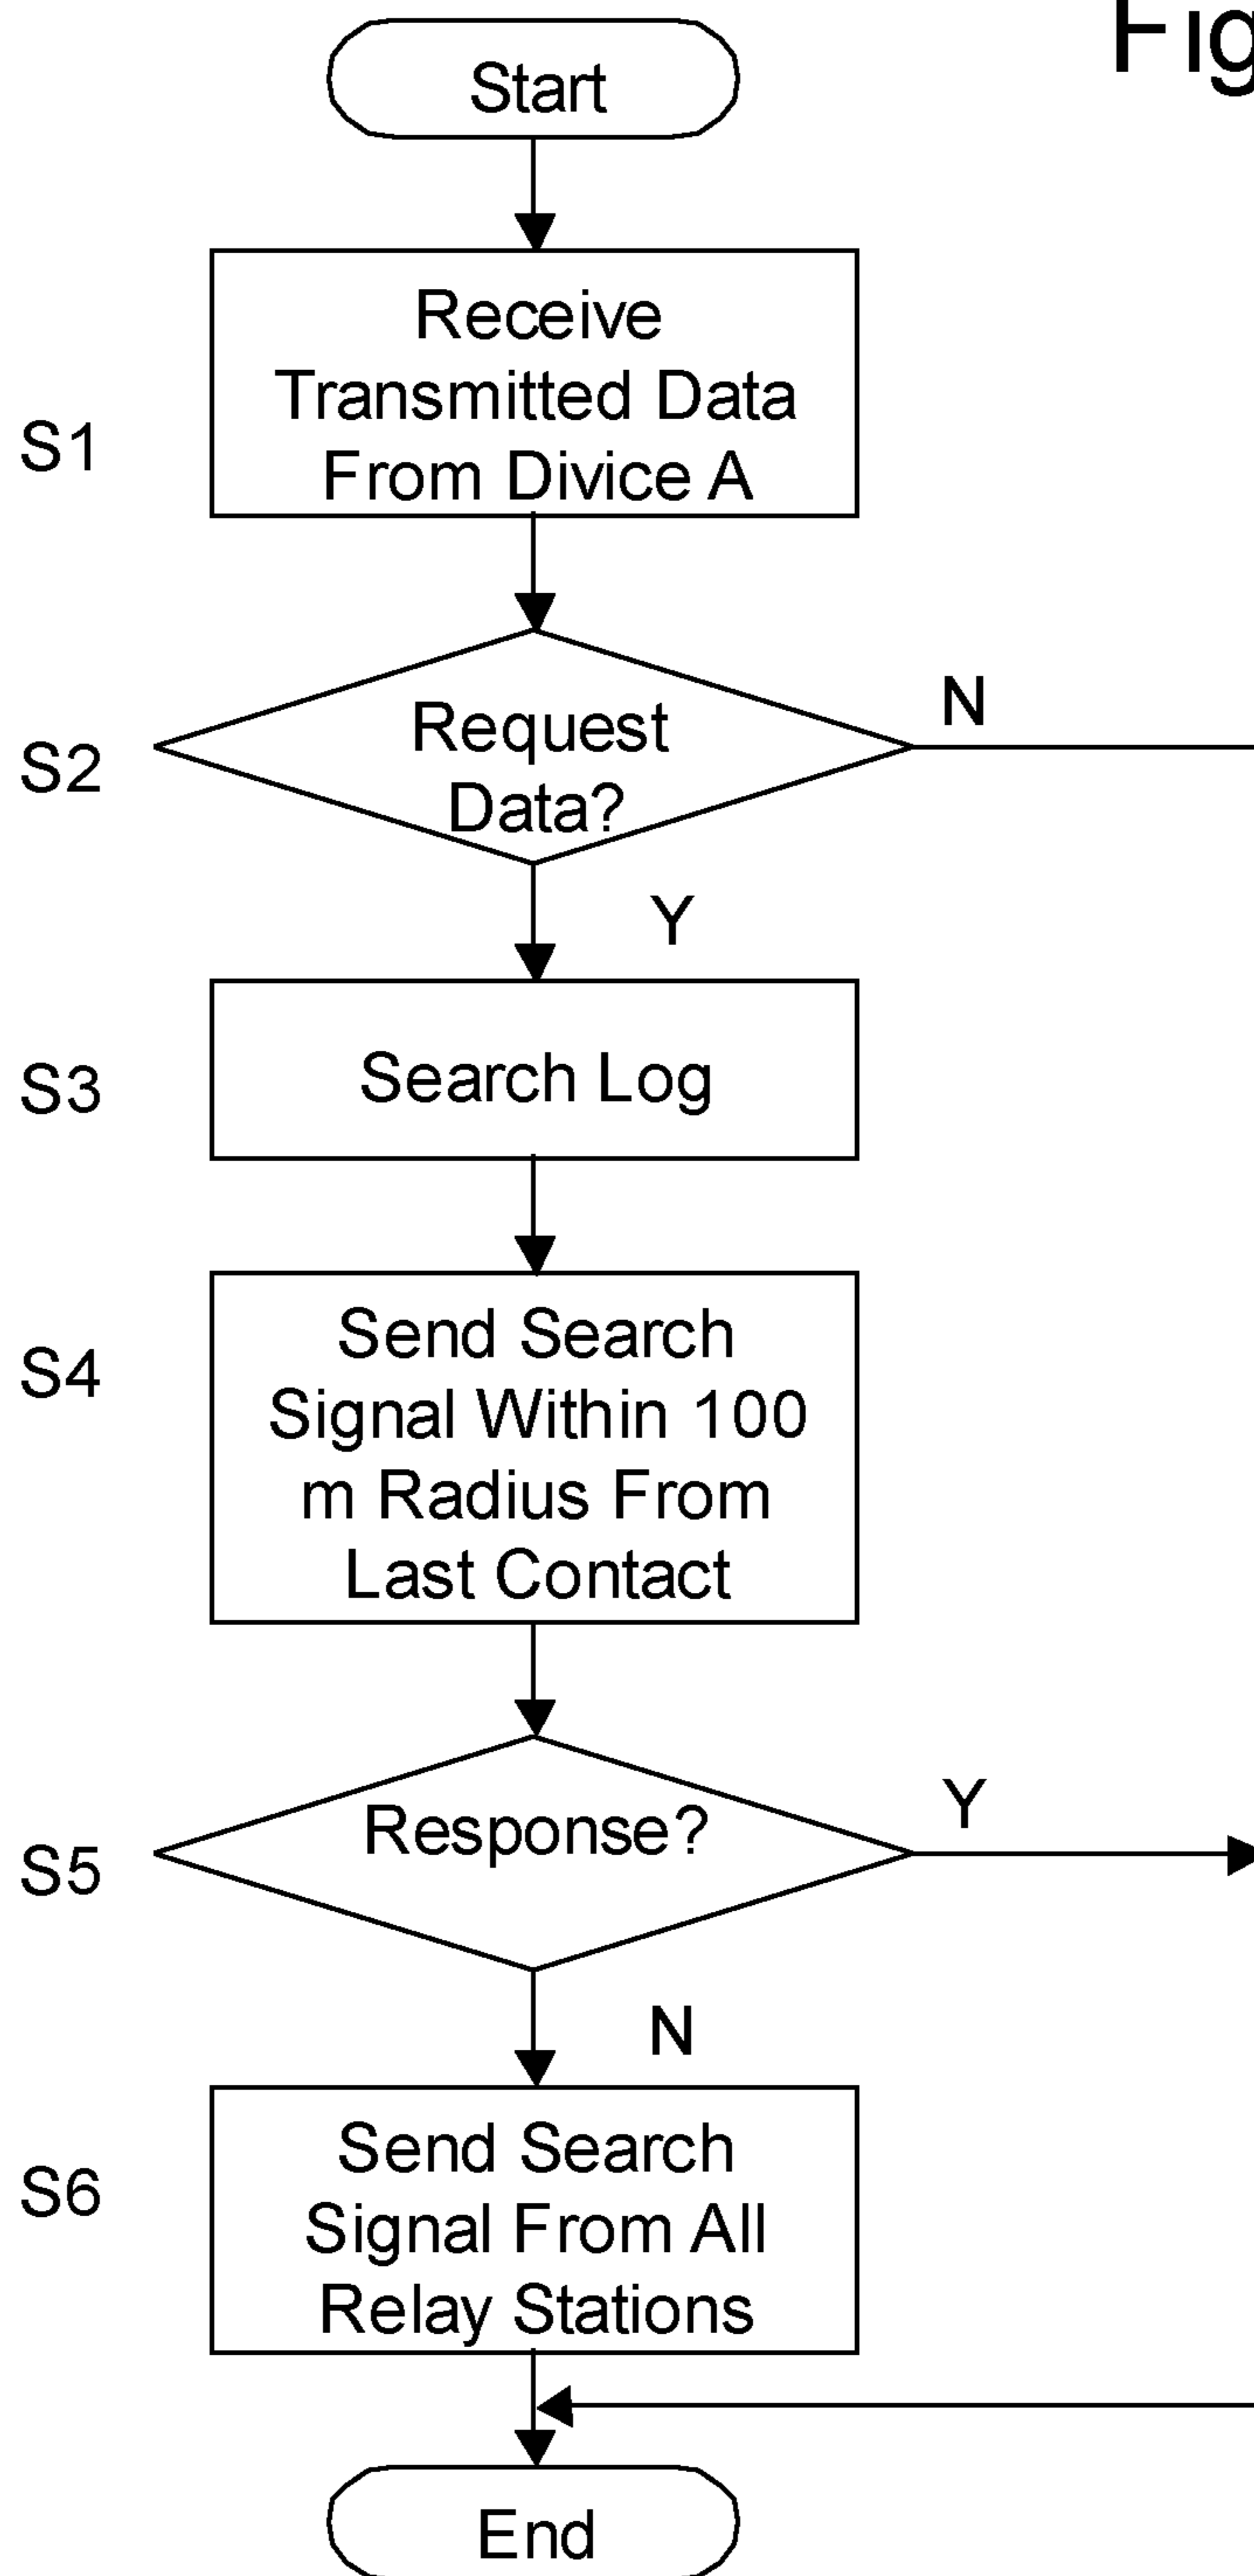 Fig
Start
S1
Receive
Transmitted Data
From Divice A
S2
Request
Data?
N
Y
S3
Search Log
S4
Send Search
Signal Within 100
m Radius From
Last Contact
S5
Response?
Y
N
S6
Send Search
Signal From All
Relay Stations
End